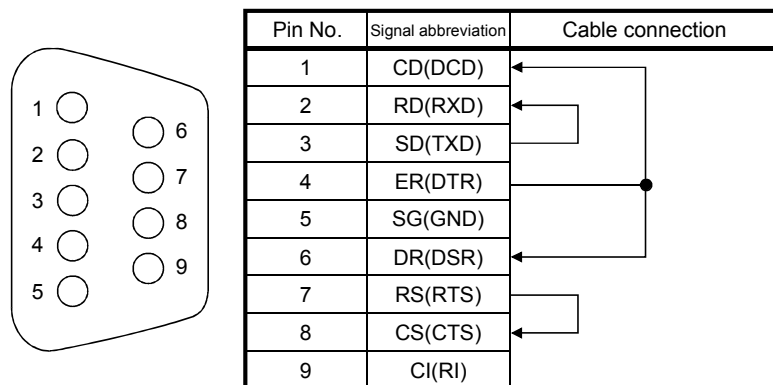 Pin No. Signal abbreviation Cable connection
1 CD(DCD)
2 RD(RXD)
3 SD(TXD)
4 ER(DTR)
5 SG(GND)
6 DR(DSR)
7 RS(RTS)
8 CS(CTS)
9 CI(RI)
1
6
2
7
3
8
4
9
5